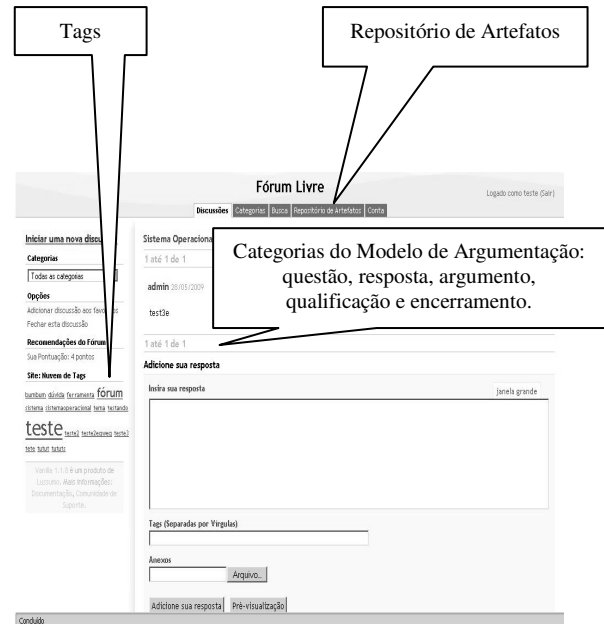 Tags
Repositório de Artefatos
Fórum Livre
Logado como teste (Sair)
Discussões Categorias Busca Repositório de Artefatos Conta
Iniciar uma nova discu
Categorias
Todas as categorias
Opções
Adicionar discussão aos favoritos
Fechar esta discussão
Recomendações do Fórum
Sua Pontuação: 4 pontos
Site: Nuvem de Tags
bumbum dúvida ferramenta fórum
sistema sistemaoperacional tema testando
teste teste2 teste3
tete tutut tututs
Vanilla 1.1.8 é um produto de
Lussumo. Mais Informações:
Documentação, Comunidade de
Suporte.
Sistema Operaciona
1 até 1 de 1
Categorias do Modelo de Argumentação:
questão, resposta, argumento,
qualificação e encerramento.
admin 28/05/2009
test3e
1 até 1 de 1
Adicione sua resposta
Insira sua resposta
janela grande
Tags (Separadas por Vírgulas)
Anexos
Arquivo...
Adicione sua resposta Pré-visualização
Concluído